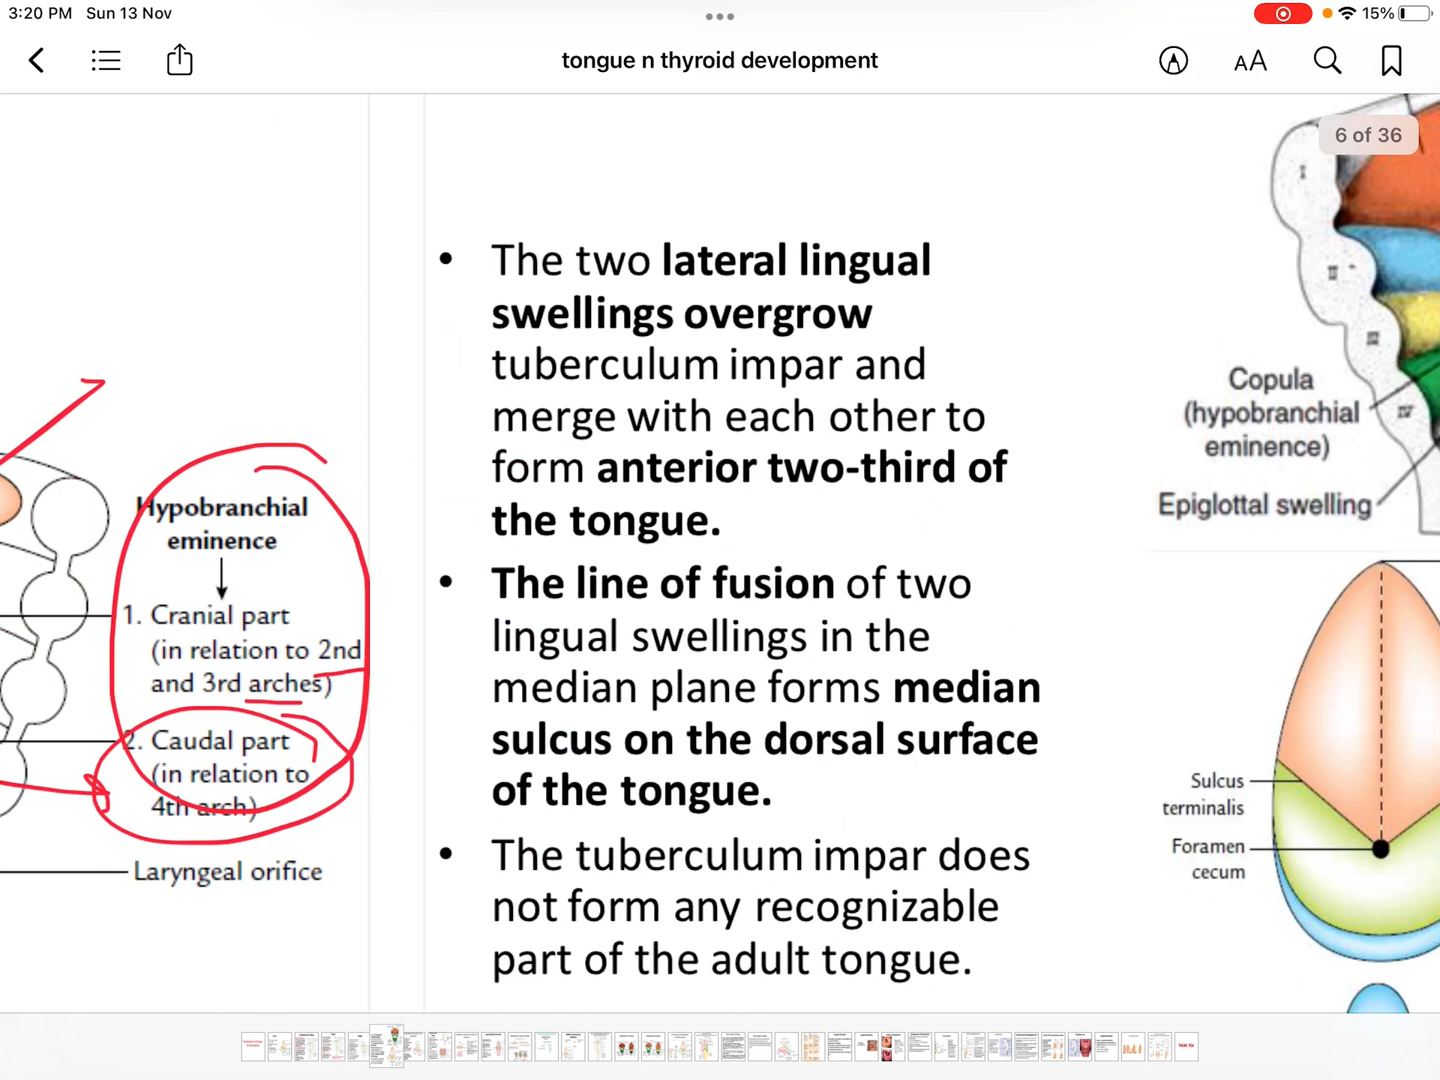 3:20 PM Sun 13 Nov
15%
tongue n thyroid development
AA
6 of 36
Hypobranchial
eminence
1. Cranial part
(in relation to 2nd
and 3rd arches)
2. Caudal part
(in relation to
4th arch)
Laryngeal orifice
• The two lateral lingual
swellings overgrow
tuberculum impar and
merge with each other to
form anterior two-third of
the tongue.
• The line of fusion of two
lingual swellings in the
median plane forms median
sulcus on the dorsal surface
of the tongue.
• The tuberculum impar does
not form any recognizable
part of the adult tongue.
I
II
III
IV
Copula
(hypobranchial
eminence)
Epiglottal swelling
Sulcus
terminalis
Foramen
cecum